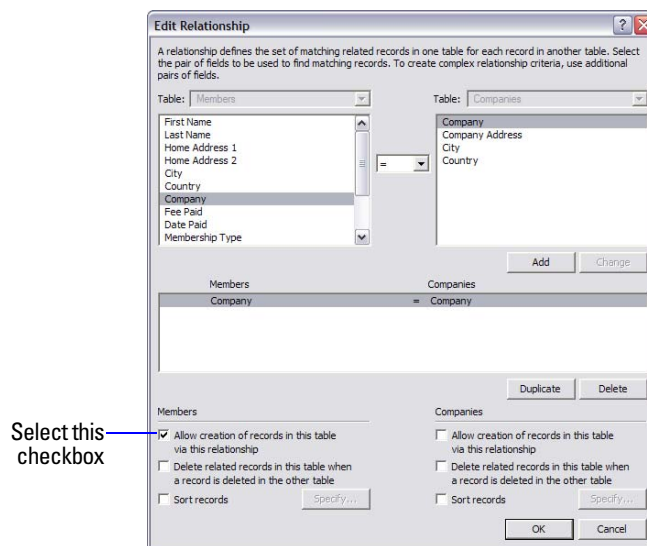 Edit Relationship
A relationship defines the set of matching related records in one table for each record in another table. Select
the pair of fields to be used to find matching records. To create complex relationship criteria, use additional
pairs of fields.
Table: Members
Table: Companies
First Name
Last Name
Home Address 1
Home Address 2
City
Country
Company
Fee Paid
Date Paid
Membership Type
=
Company
Company Address
City
Country
Add
Change
Members
Companies
Company = Company
Duplicate
Delete
Select this
checkbox
Members
Allow creation of records in this table
via this relationship
Delete related records in this table when
a record is deleted in the other table
Sort records
Specify...
Companies
Allow creation of records in this table
via this relationship
Delete related records in this table when
a record is deleted in the other table
Sort records
Specify...
OK
Cancel